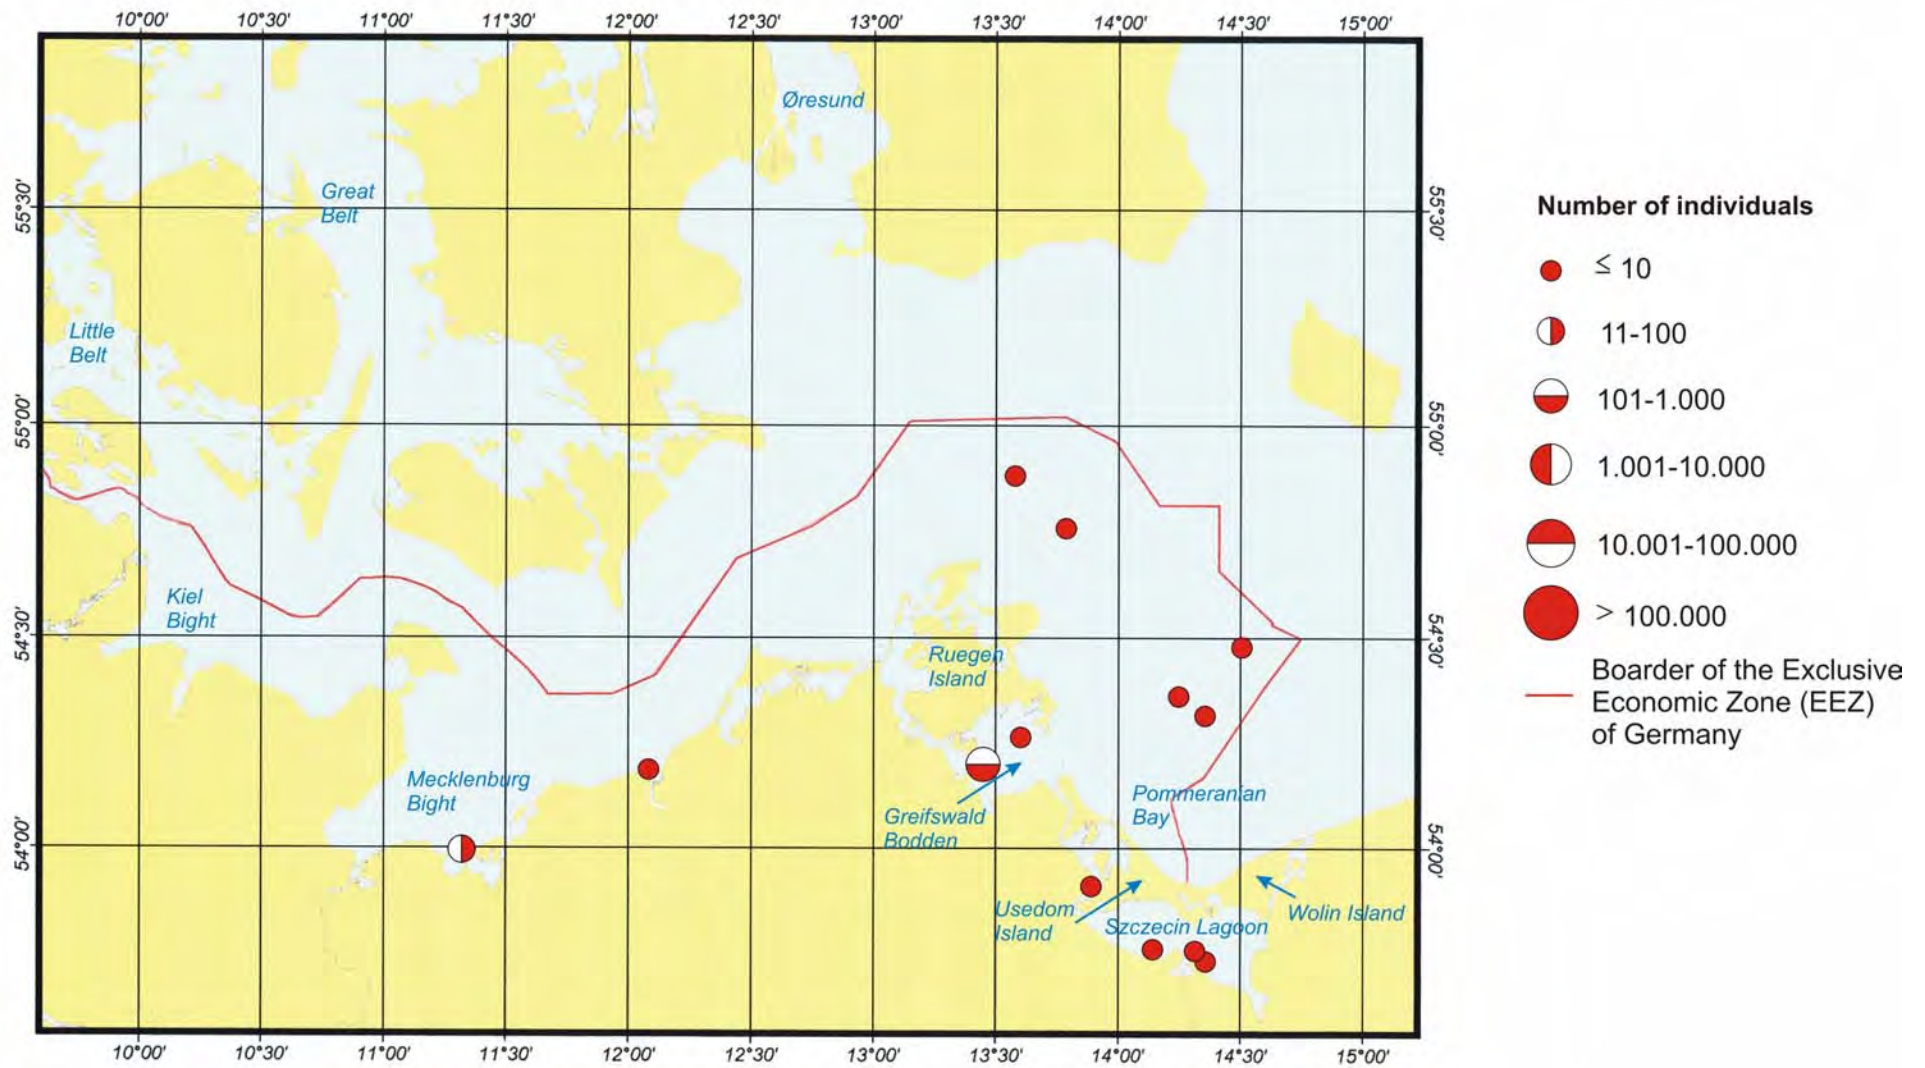 10°00' 10°30' 11°00' 11°30' 12°00' 12°30' 13°00' 13°30' 14°00' 14°30' 15°00'
Øresund
55°30'
Great
Belt
55°30'
Little
Belt
55°00'
55°00'
Kiel
Bight
54°30'
54°30'
Ruegen
Island
Mecklenburg
Bight
Greifswald
Bodden
Pommeranian
Bay
54°00'
54°00'
Usedom
Island
Szczecin Lagoon
Wolin Island
10°00' 10°30' 11°00' 11°30' 12°00' 12°30' 13°00' 13°30' 14°00' 14°30' 15°00'
Number of individuals
≤ 10
11-100
101-1.000
1.001-10.000
10.001-100.000
> 100.000
Boarder of the Exclusive
Economic Zone (EEZ)
of Germany